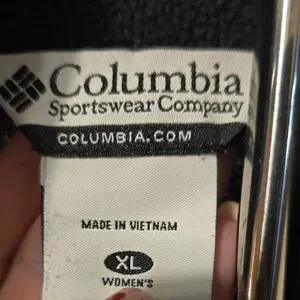 Columbia
Sportswear Company
COLUMBIA.COM
MADE IN VIETNAM
XL
WOMEN'S